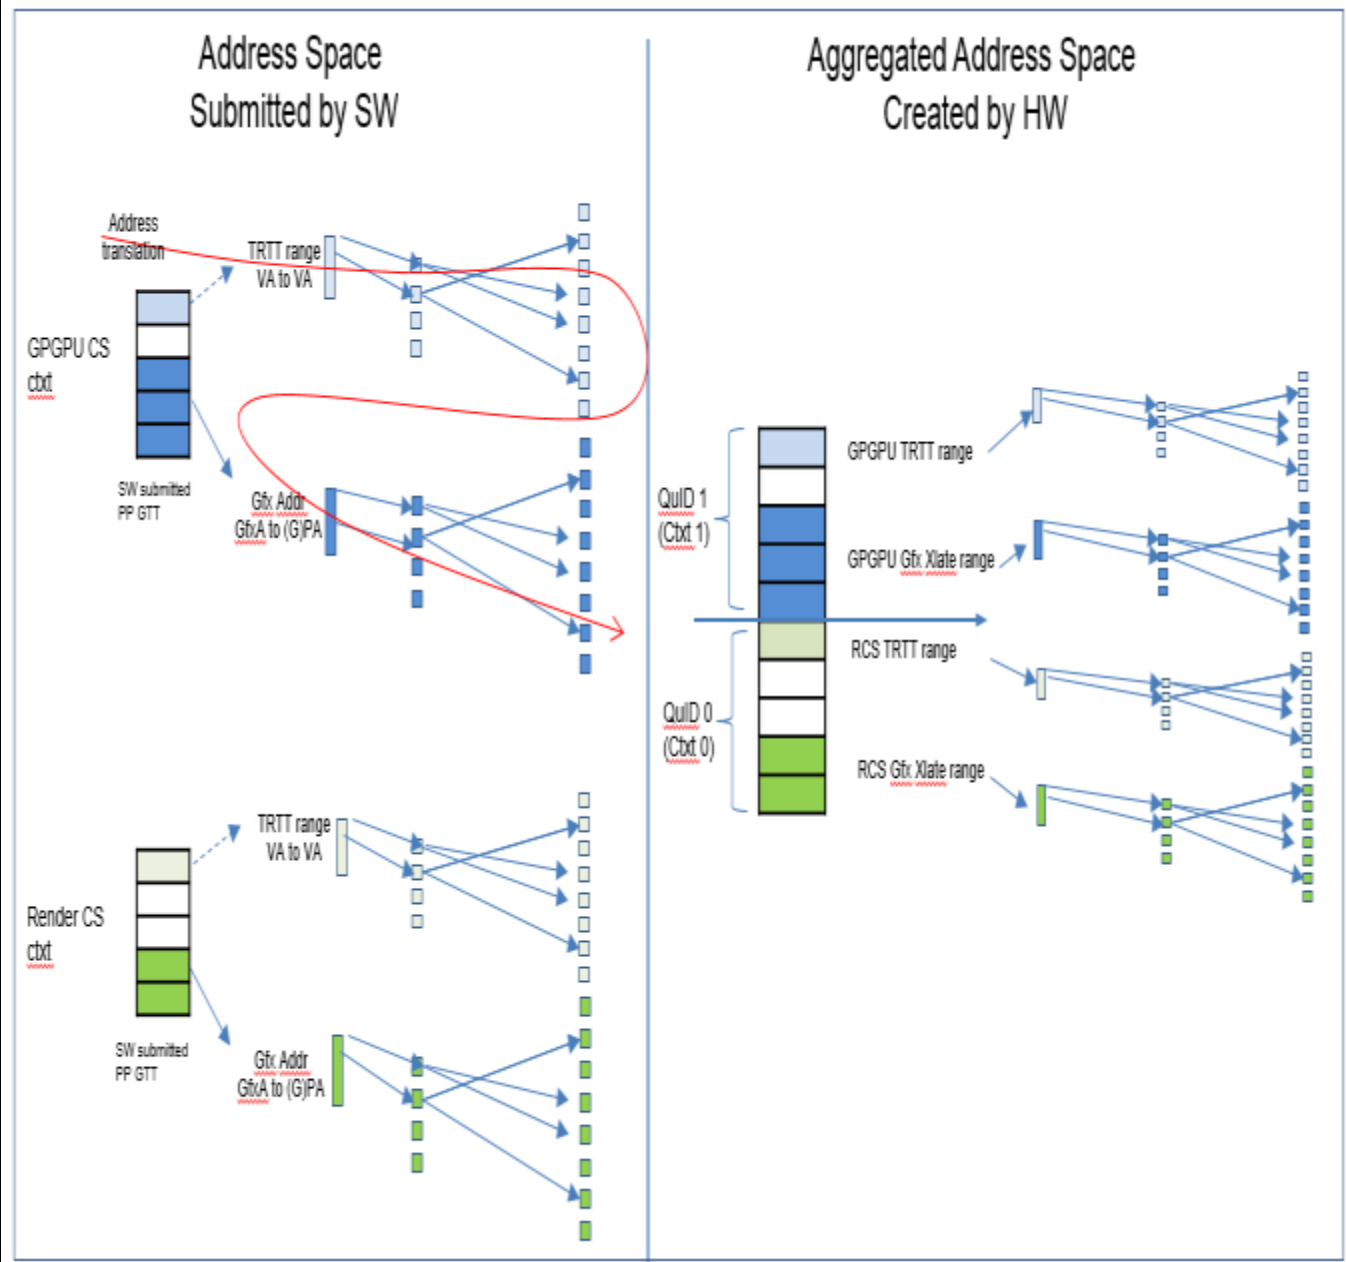 Address Space
Submitted by SW
Address
translation
TRTT range
VA to VA
GPGPU CS
ctxt
SW submitted
PP GTT
Gfx Addr
GfxA to (G)PA
TRTT range
VA to VA
Render CS
ctxt
SW submitted
PP GTT
Gfx Addr
GfxA to (G)PA
Aggregated Address Space
Created by HW
QuID 1
(Ctxt 1)
GPGPU TRTT range
GPGPU Gfx Xlate range
RCS TRTT range
QuID 0
(Ctxt 0)
RCS Gfx Xlate range